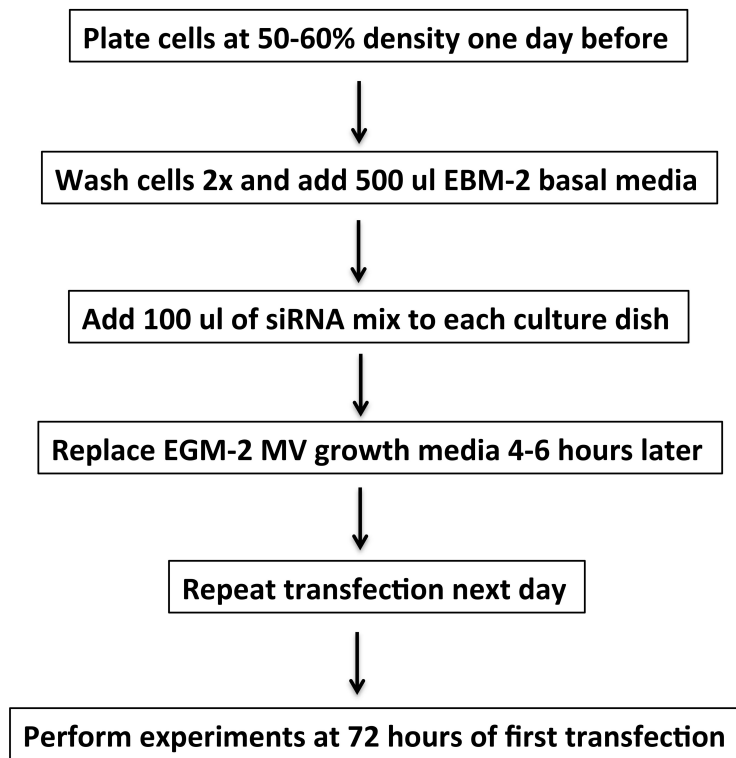 Plate cells at 50-60% density one day before
Wash cells 2x and add 500 ul EBM-2 basal media
Add 100 ul of siRNA mix to each culture dish
Replace EGM-2 MV growth media 4-6 hours later
Repeat transfection next day
Perform experiments at 72 hours of first transfection